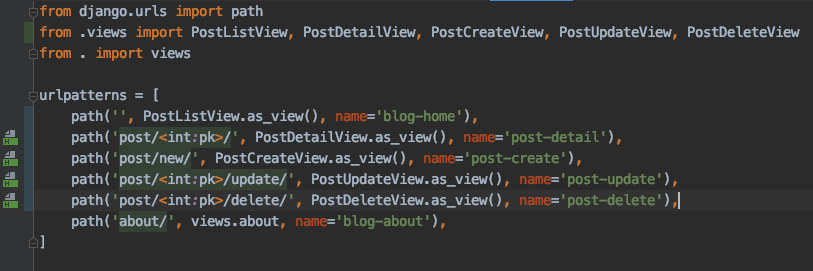 from django.urls import path
from .views import PostListView, PostDetailView, PostCreateView, PostUpdateView, PostDeleteView
from . import views
urlpatterns = [
    path('', PostListView.as_view(), name='blog-home'),
    path('post/<int:pk>/', PostDetailView.as_view(), name='post-detail'),
    path('post/new/', PostCreateView.as_view(), name='post-create'),
    path('post/<int:pk>/update/', PostUpdateView.as_view(), name='post-update'),
    path('post/<int:pk>/delete/', PostDeleteView.as_view(), name='post-delete'),
    path('about/', views.about, name='blog-about'),
]